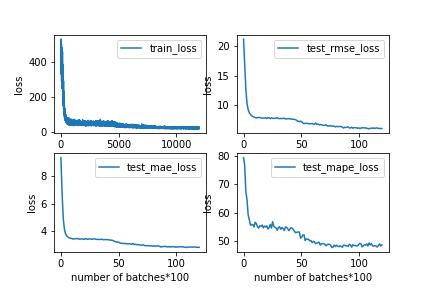 train_loss
loss
400
200
0
0
5000
10000
test_rmse_loss
loss
20
15
10
0
50
100
test_mae_loss
loss
8
6
4
0
50
100
number of batches*100
test_mape_loss
loss
80
70
60
50
0
50
100
number of batches*100